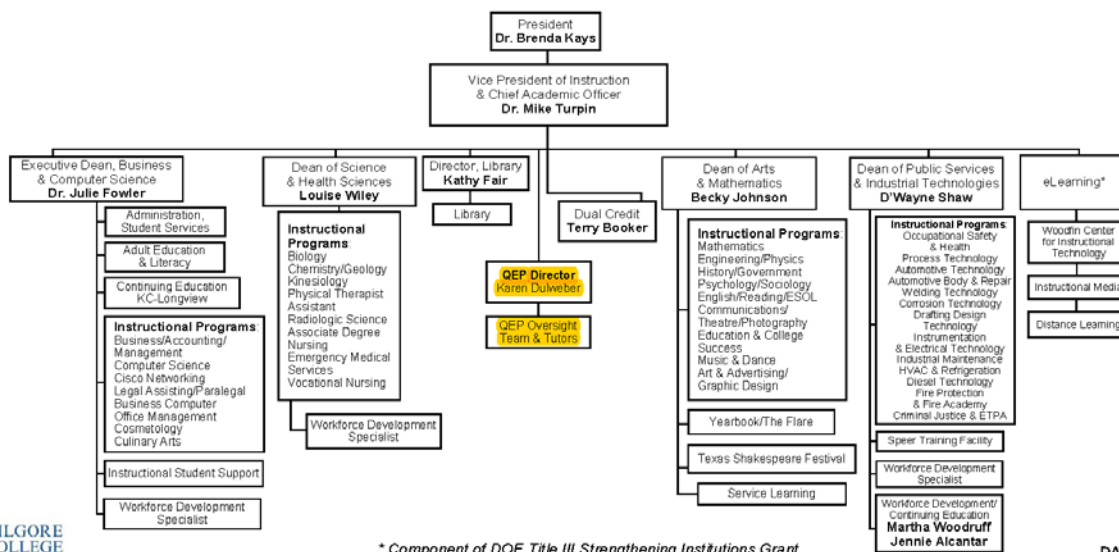 President
Dr. Brenda Kays
Vice President of Instruction
& Chief Academic Officer
Dr. Mike Turpin
Executive Dean, Business
& Computer Science
Dr. Julie Fowler
Administration,
Student Services
Adult Education
& Literacy
Continuing Education
KC-Longview
Instructional Programs:
Business/Accounting/
Management
Computer Science
Cisco Networking
Legal Assisting/Paralegal
Business Computer
Office Management
Cosmetology
Culinary Arts
Instructional Student Support
Workforce Development
Specialist
Dean of Science
& Health Sciences
Louise Wiley
Instructional
Programs:
Biology
Chemistry/Geology
Kinesiology
Physical Therapist
Assistant
Radiologic Science
Associate Degree
Nursing
Emergency Medical
Services
Vocational Nursing
Workforce Development
Specialist
Director, Library
Kathy Fair
Library
QEP Director
Karen Dulweber
QEP Oversight
Team & Tutors
Dual Credit
Terry Booker
Dean of Arts
& Mathematics
Becky Johnson
Instructional Programs:
Mathematics
Engineering/Physics
History/Government
Psychology/Sociology
English/Reading/ESOL
Communications/
Theatre/Photography
Education & College
Success
Music & Dance
Art & Advertising/
Graphic Design
Yearbook/The Flare
Texas Shakespeare Festival
Service Learning
Dean of Public Services
& Industrial Technologies
D'Wayne Shaw
Instructional Programs:
Occupational Safety
& Health
Process Technology
Automotive Technology
Automotive Body & Repair
Welding Technology
Corrosion Technology
Drafting Design
Technology
Instrumentation
& Electrical Technology
Industrial Maintenance
HVAC & Refrigeration
Diesel Technology
Fire Protection
& Fire Academy
Criminal Justice & ETPA
Speer Training Facility
Workforce Development
Specialist
Workforce Development/
Continuing Education
Martha Woodruff
Jennie Alcantar
eLearning*
Woodfin Center
for Instructional
Technology
Instructional Media
Distance Learning
ILGORE
OLLEGE
* Component of DOE Title III Strengthening Institutions Grant